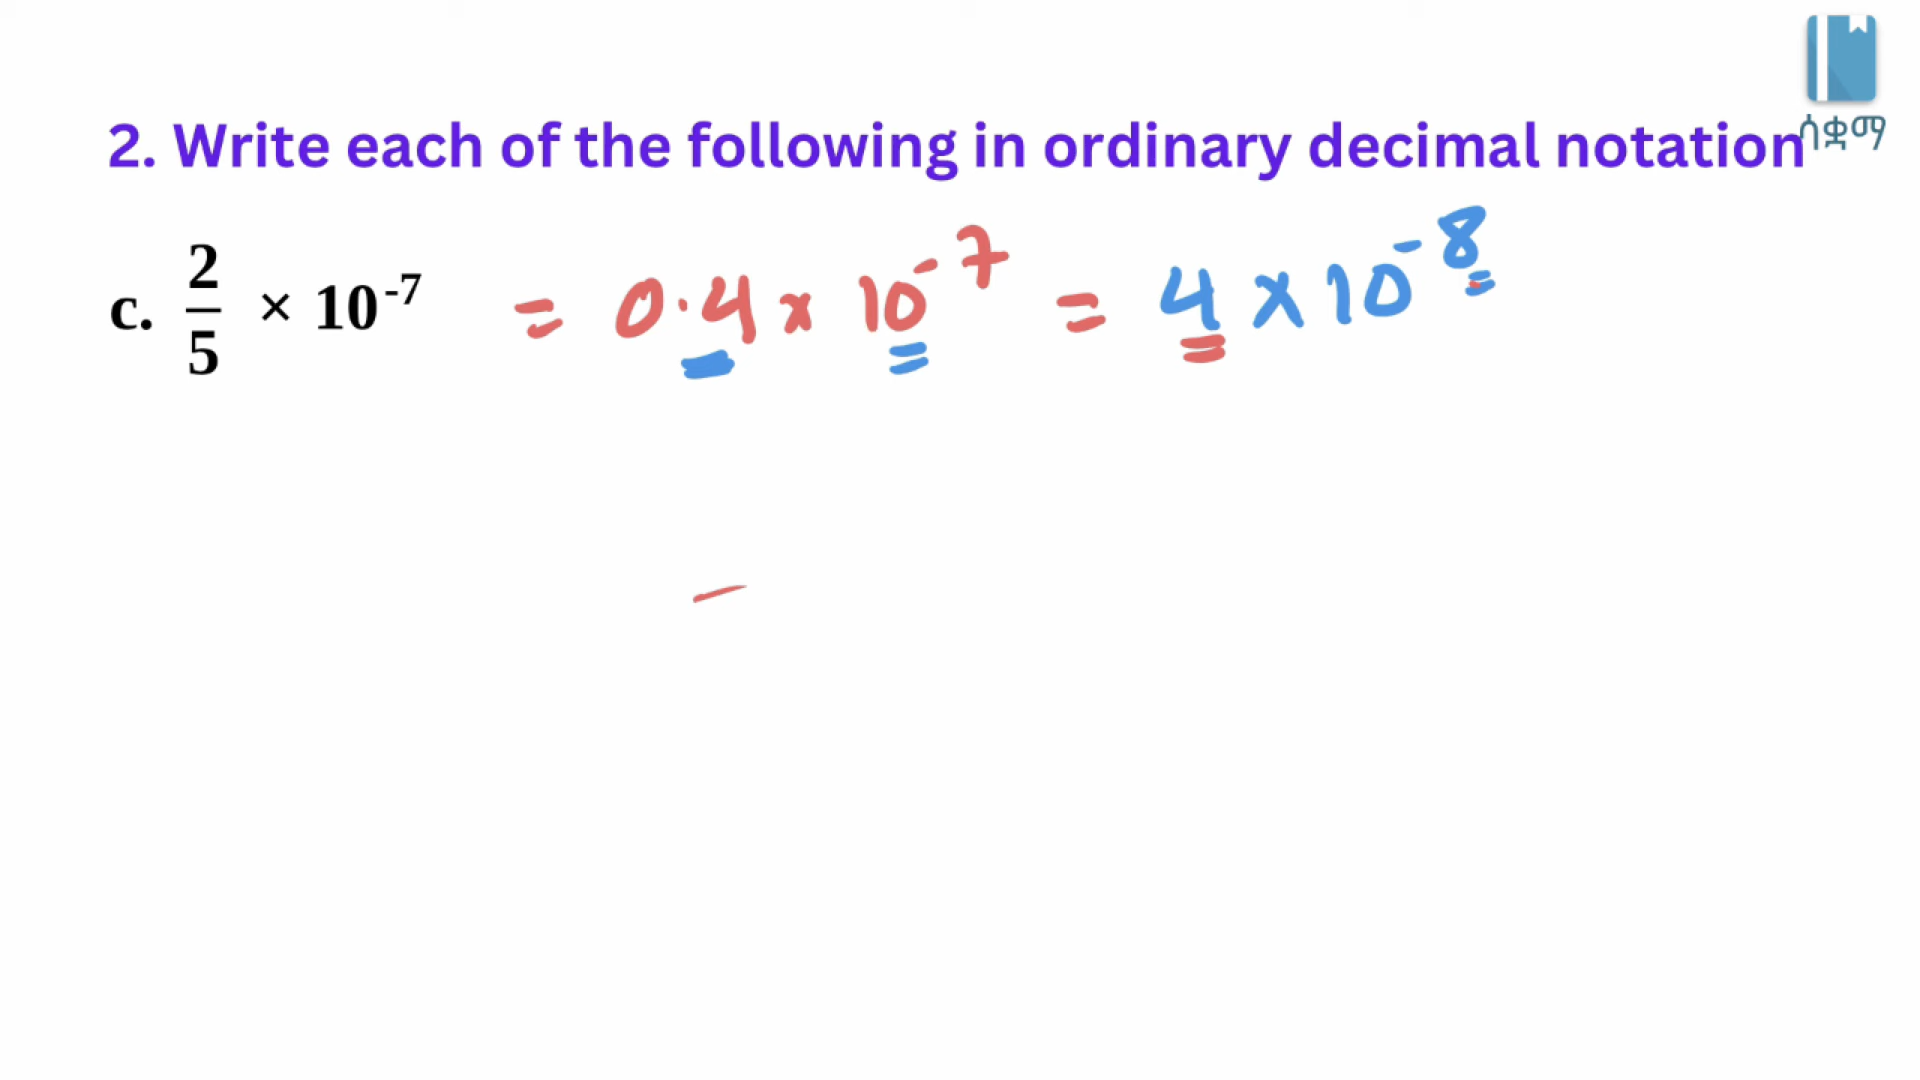 ሰቋማ
2. Write each of the following in ordinary decimal notation
c. 2/5 × 10⁻⁷ = 0.4 x 10⁻⁷ = 4 x 10⁻⁸